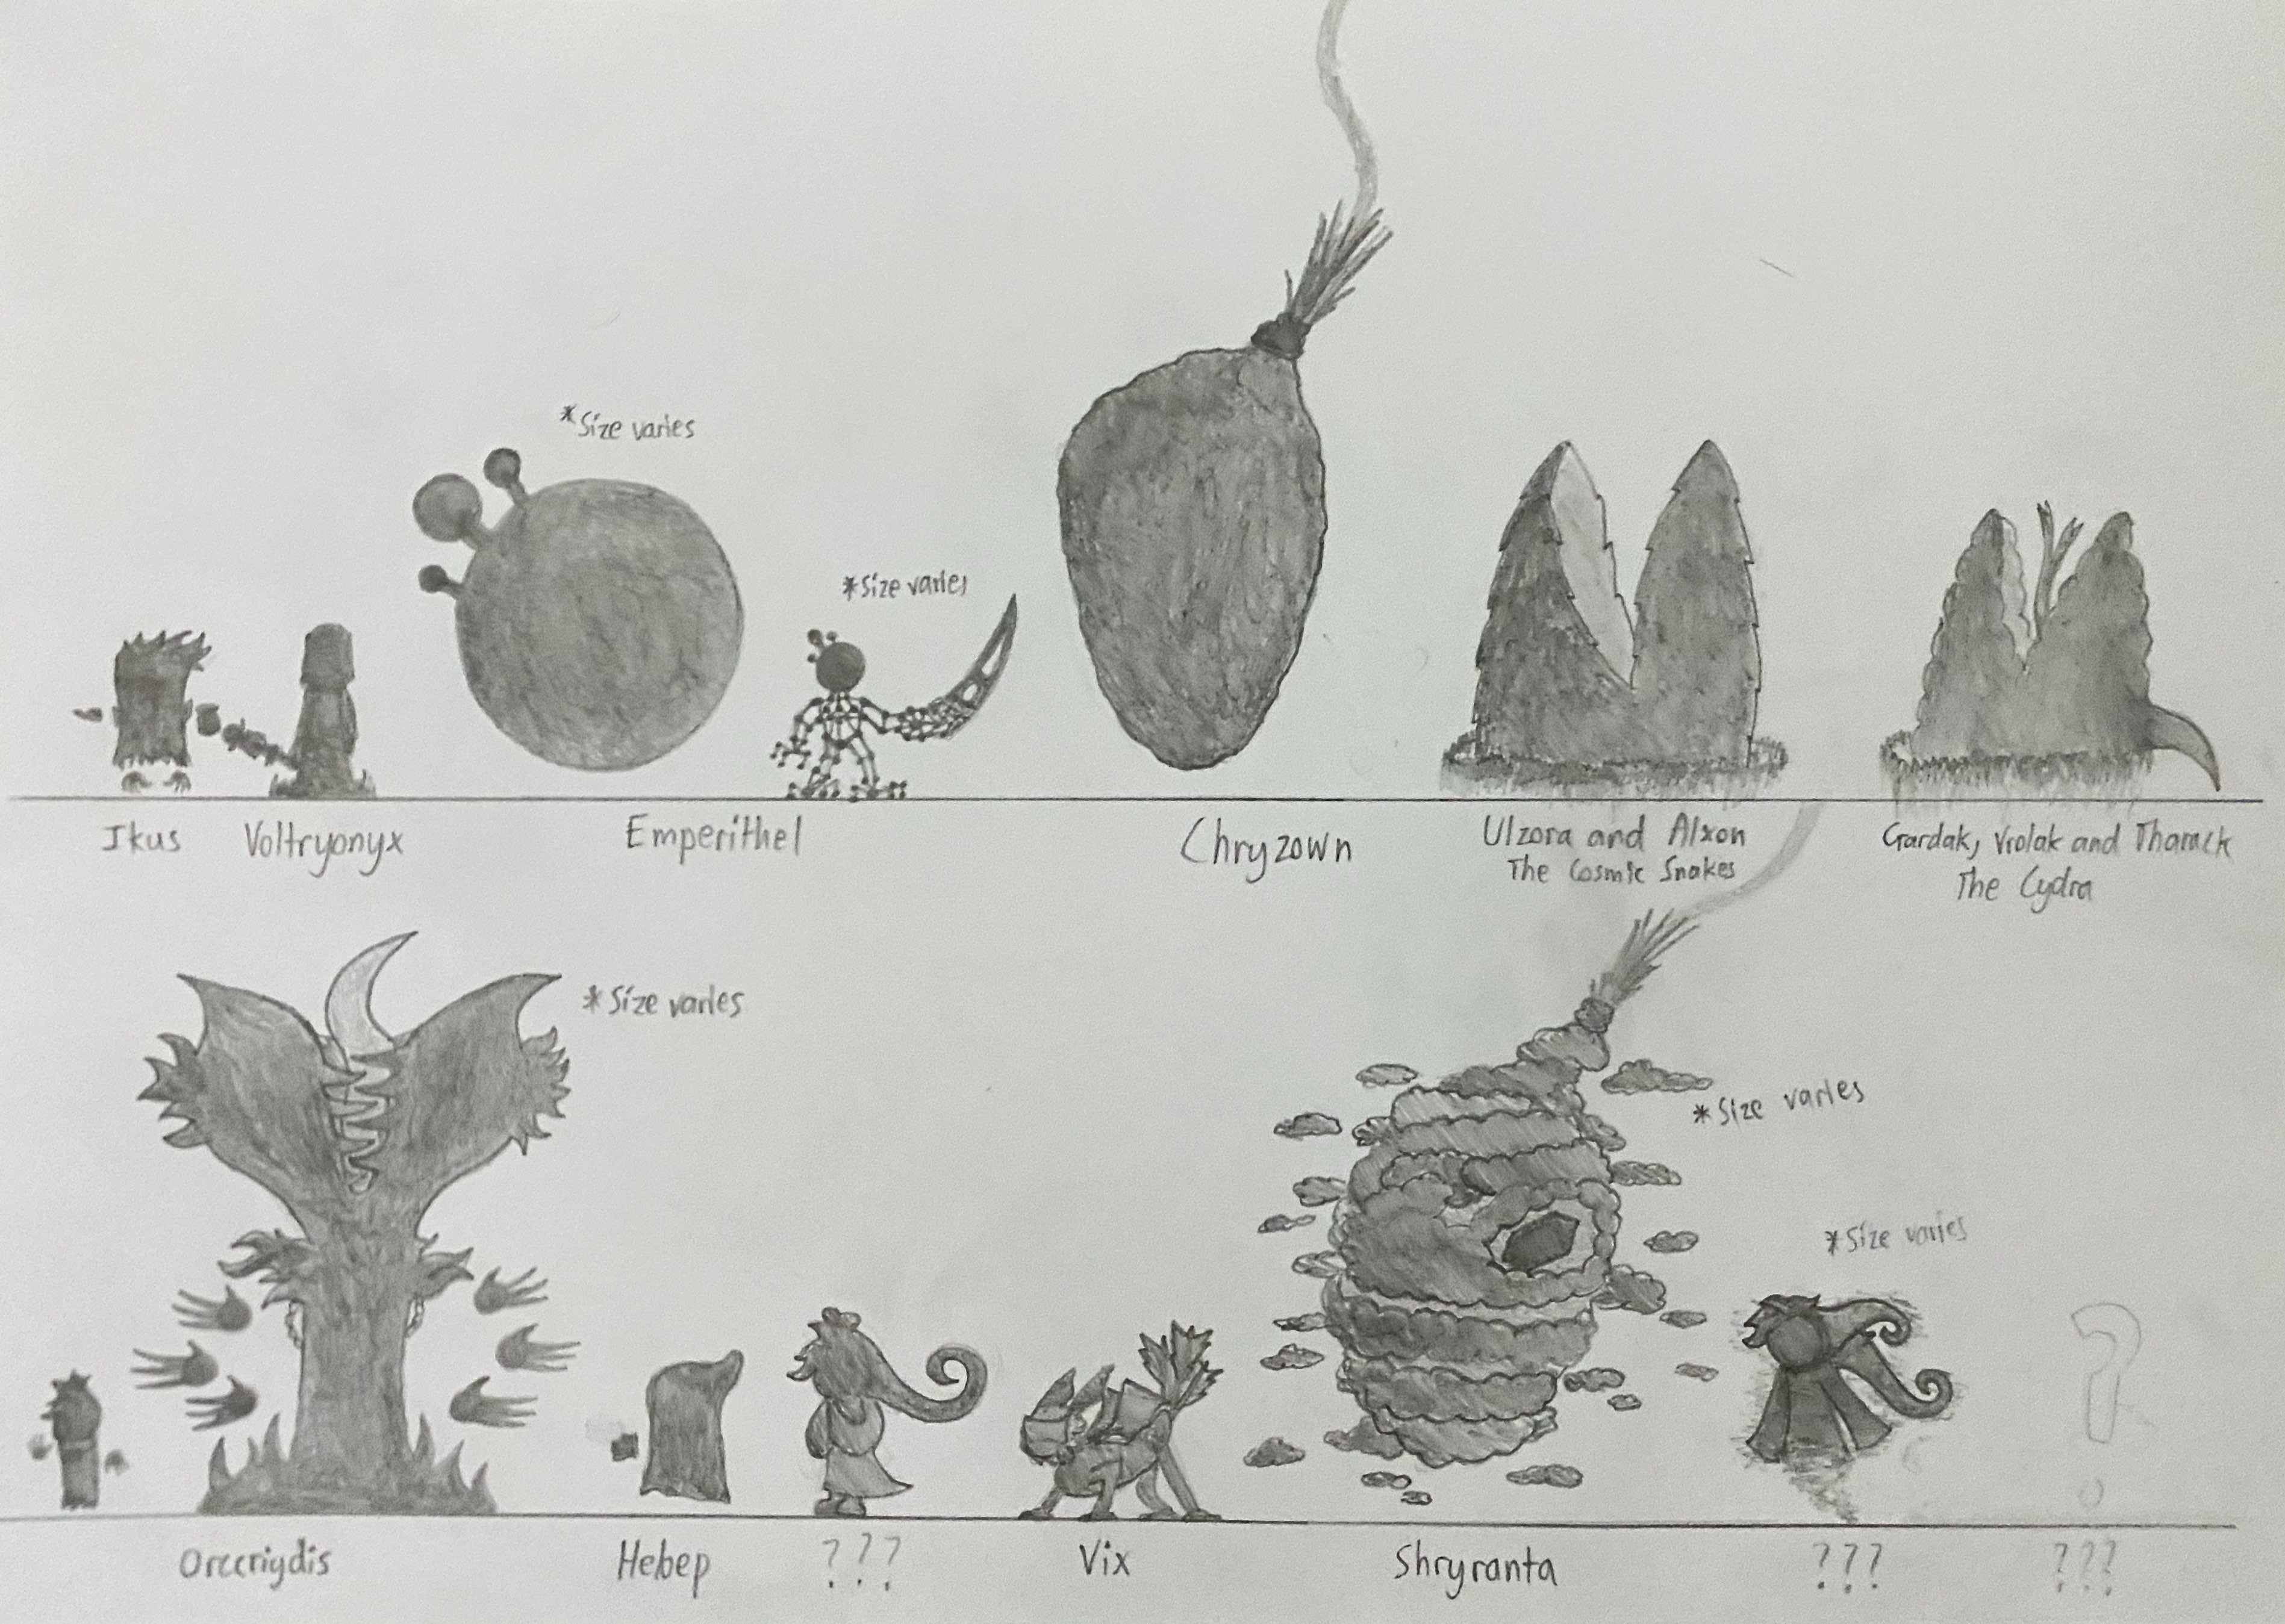 *Size varies
*Size varies
Ikus
Voltryonyx
Emperithel
Chryzown
Ulzora and Alxon
The Cosmic Snakes
Gardak, Vrolak and Tharack
The Cydra
*Size varies
*Size varies
*Size varies
?
Orccriydis
Hebep
???
Vix
Shryranta
???
???